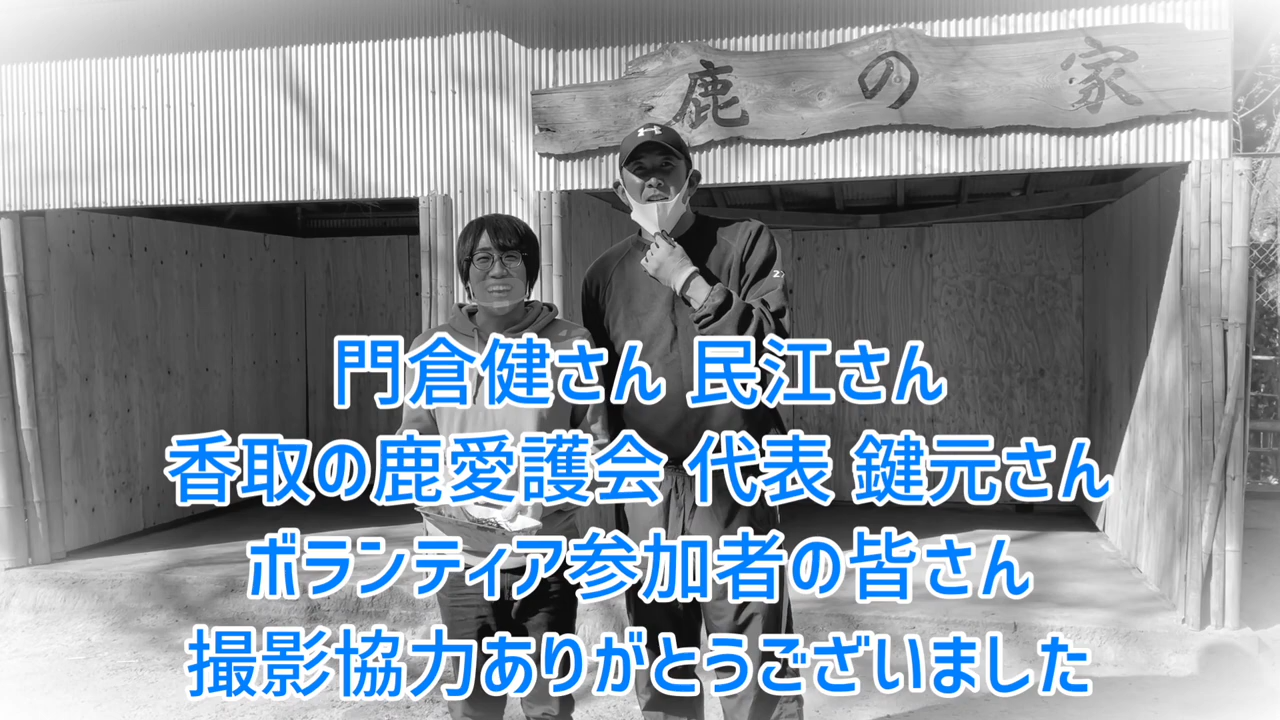 鹿の家
門倉健さん 民江さん
香取の鹿愛護会 代表 鍵元さん
ボランティア参加者の皆さん
撮影協力ありがとうございました